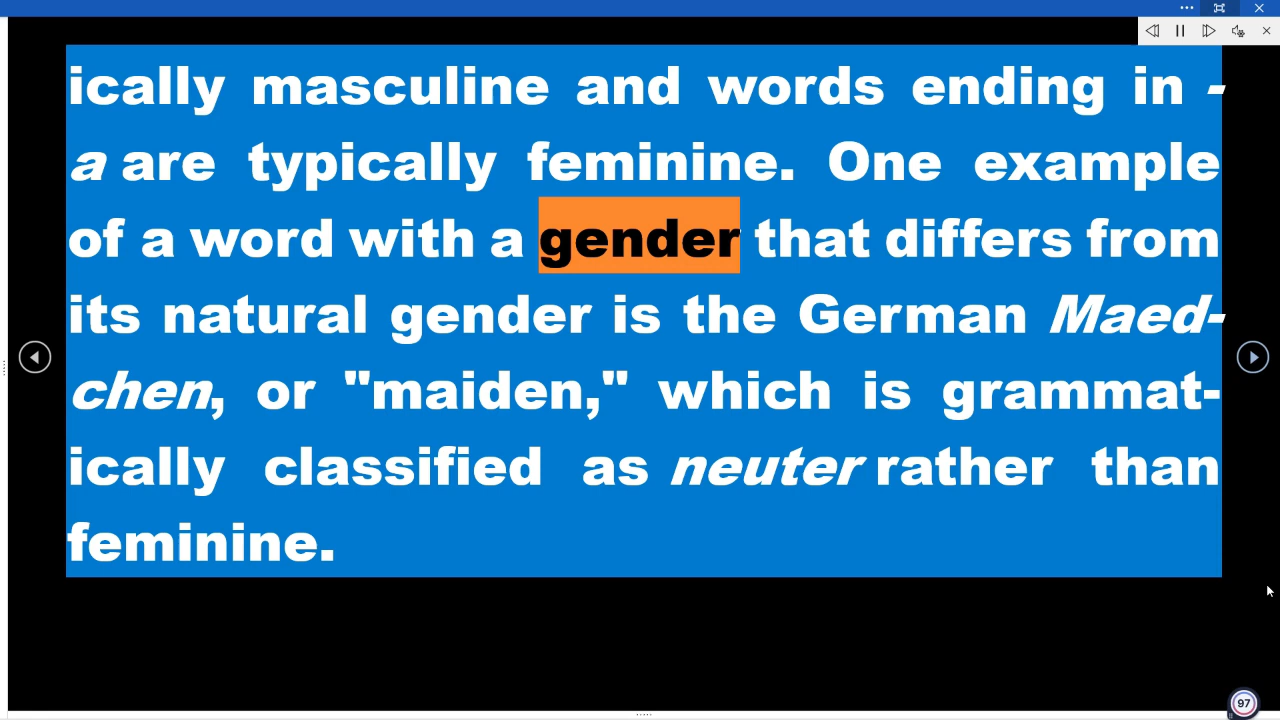 ically masculine and words ending in -
a are typically feminine. One example
of a word with a gender that differs from
its natural gender is the German Maed-
chen, or "maiden," which is grammat-
ically classified as neuter rather than
feminine.
97